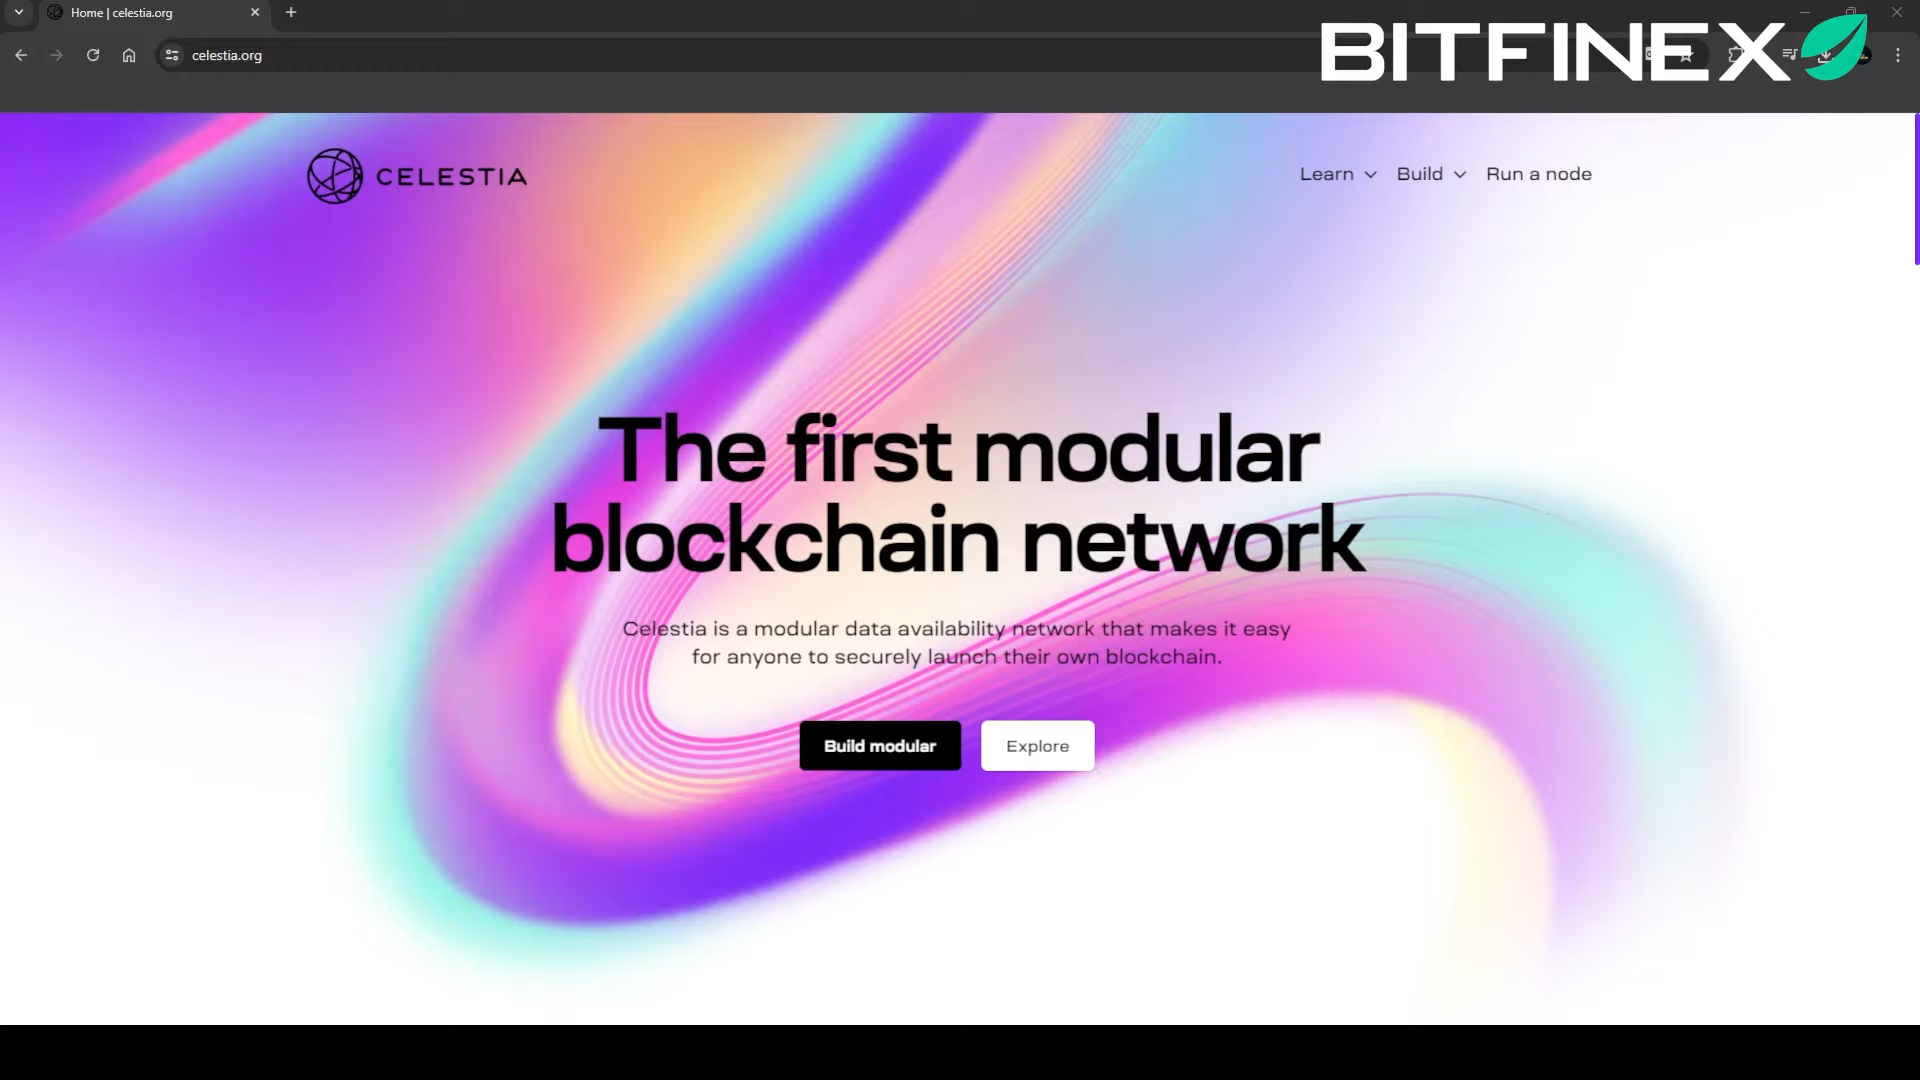 Home | celestia.org
celestia.org
BITFINEX
CELESTIA
Learn Build Run a node
The first modular
blockchain network
Celestia is a modular data availability network that makes it easy
for anyone to securely launch their own blockchain.
Build modular Explore